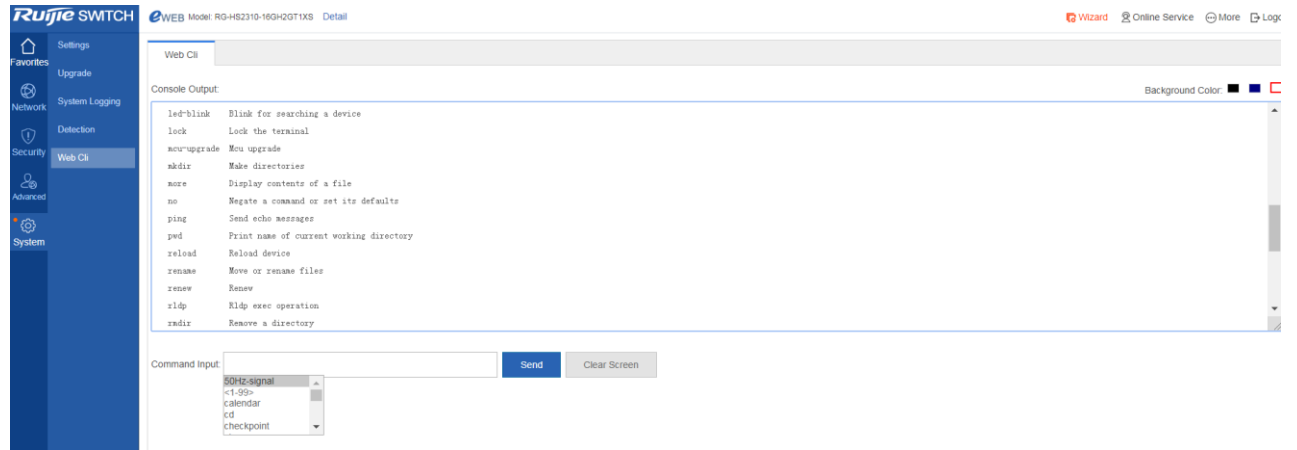 Ruijie SWITCH eWEB Model: RG-HS2310-16GH2GT1XS Detail Wizard Online Service More Logo
Favorites
Network
Security
Advanced
System
Settings
Upgrade
System Logging
Detection
Web Cli
Web Cli
Console Output: Background Color:
led-blink Blink for searching a device
lock Lock the terminal
mcu-upgrade Mcu upgrade
mkdir Make directories
more Display contents of a file
no Negate a command or set its defaults
ping Send echo messages
pwd Print name of current working directory
reload Reload device
rename Move or rename files
renew Renew
rldp Rldp exec operation
rmdir Remove a directory
Command Input: Send Clear Screen
50Hz-signal
<1-99>
calendar
cd
checkpoint